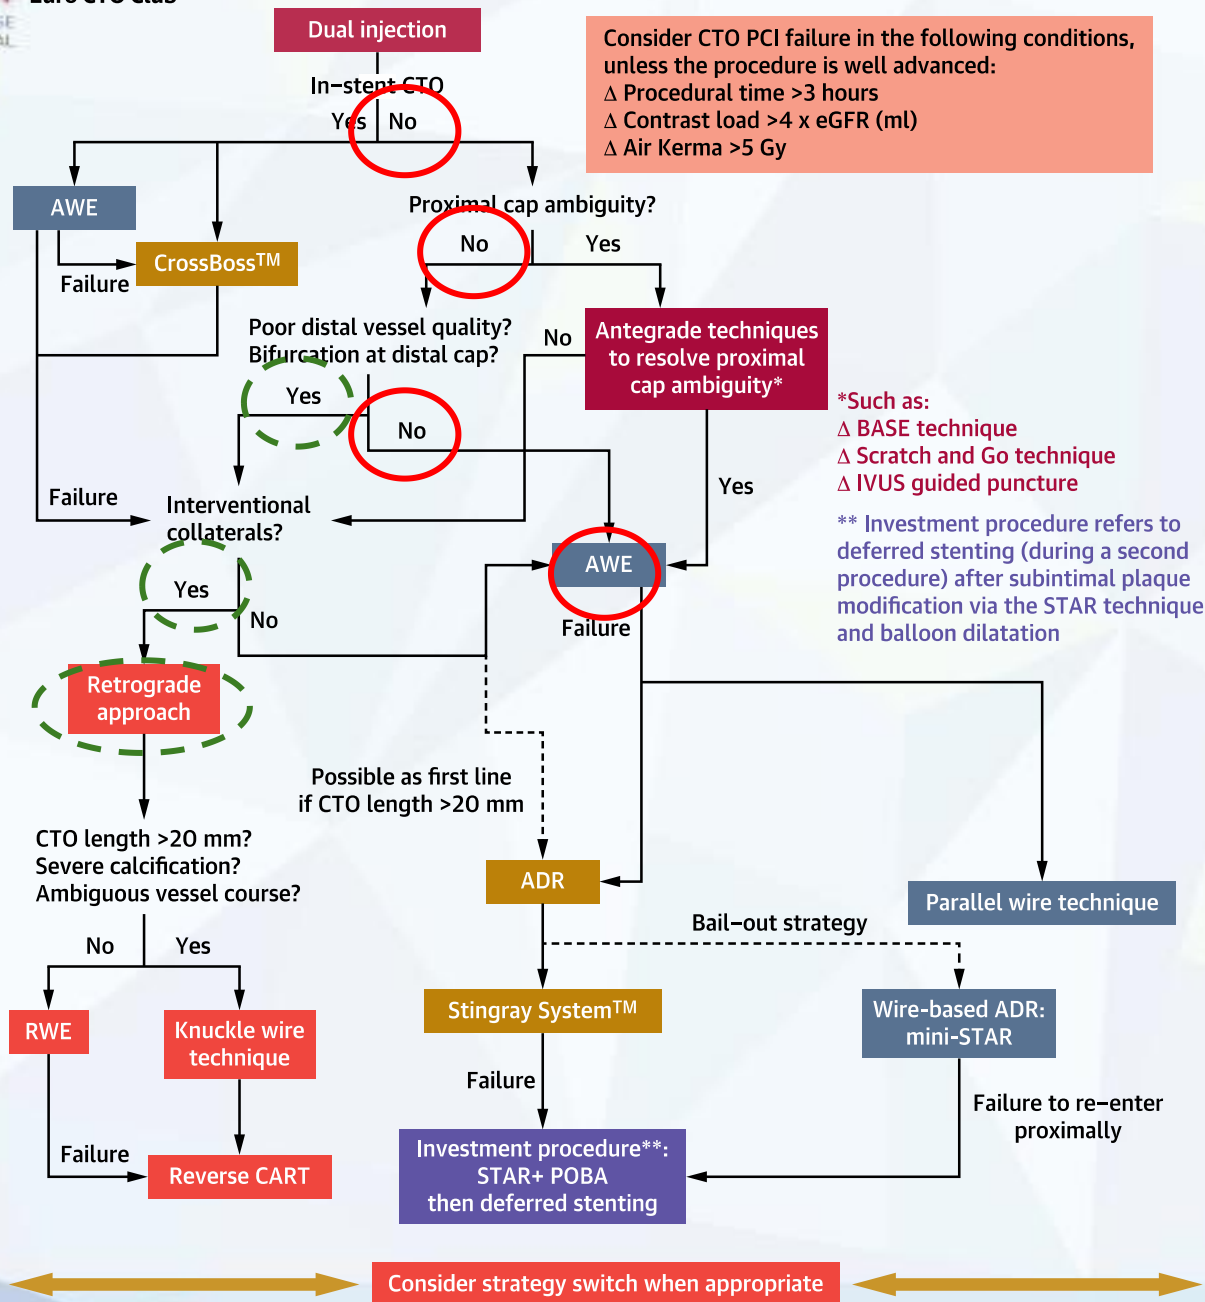 Euro CTO Club
Dual injection
Consider CTO PCI failure in the following conditions,
unless the procedure is well advanced:
Δ Procedural time >3 hours
Δ Contrast load >4 x eGFR (ml)
Δ Air Kerma >5 Gy
In-stent CTO
Yes
No
AWE
Proximal cap ambiguity?
No
Yes
CrossBoss™
Failure
Poor distal vessel quality?
Bifurcation at distal cap?
No
Antegrade techniques
to resolve proximal
cap ambiguity*
Yes
No
*Such as:
Δ BASE technique
Δ Scratch and Go technique
Δ IVUS guided puncture
Failure
Interventional
collaterals?
Yes
** Investment procedure refers to
deferred stenting (during a second
procedure) after subintimal plaque
modification via the STAR technique
and balloon dilatation
AWE
Yes
No
Failure
Retrograde
approach
Possible as first line
if CTO length >20 mm
CTO length >20 mm?
Severe calcification?
Ambiguous vessel course?
ADR
Parallel wire technique
Bail-out strategy
No
Yes
RWE
Knuckle wire
technique
Stingray System™
Wire-based ADR:
mini-STAR
Failure
Failure to re-enter
proximally
Failure
Reverse CART
Investment procedure**:
STAR+ POBA
then deferred stenting
Consider strategy switch when appropriate